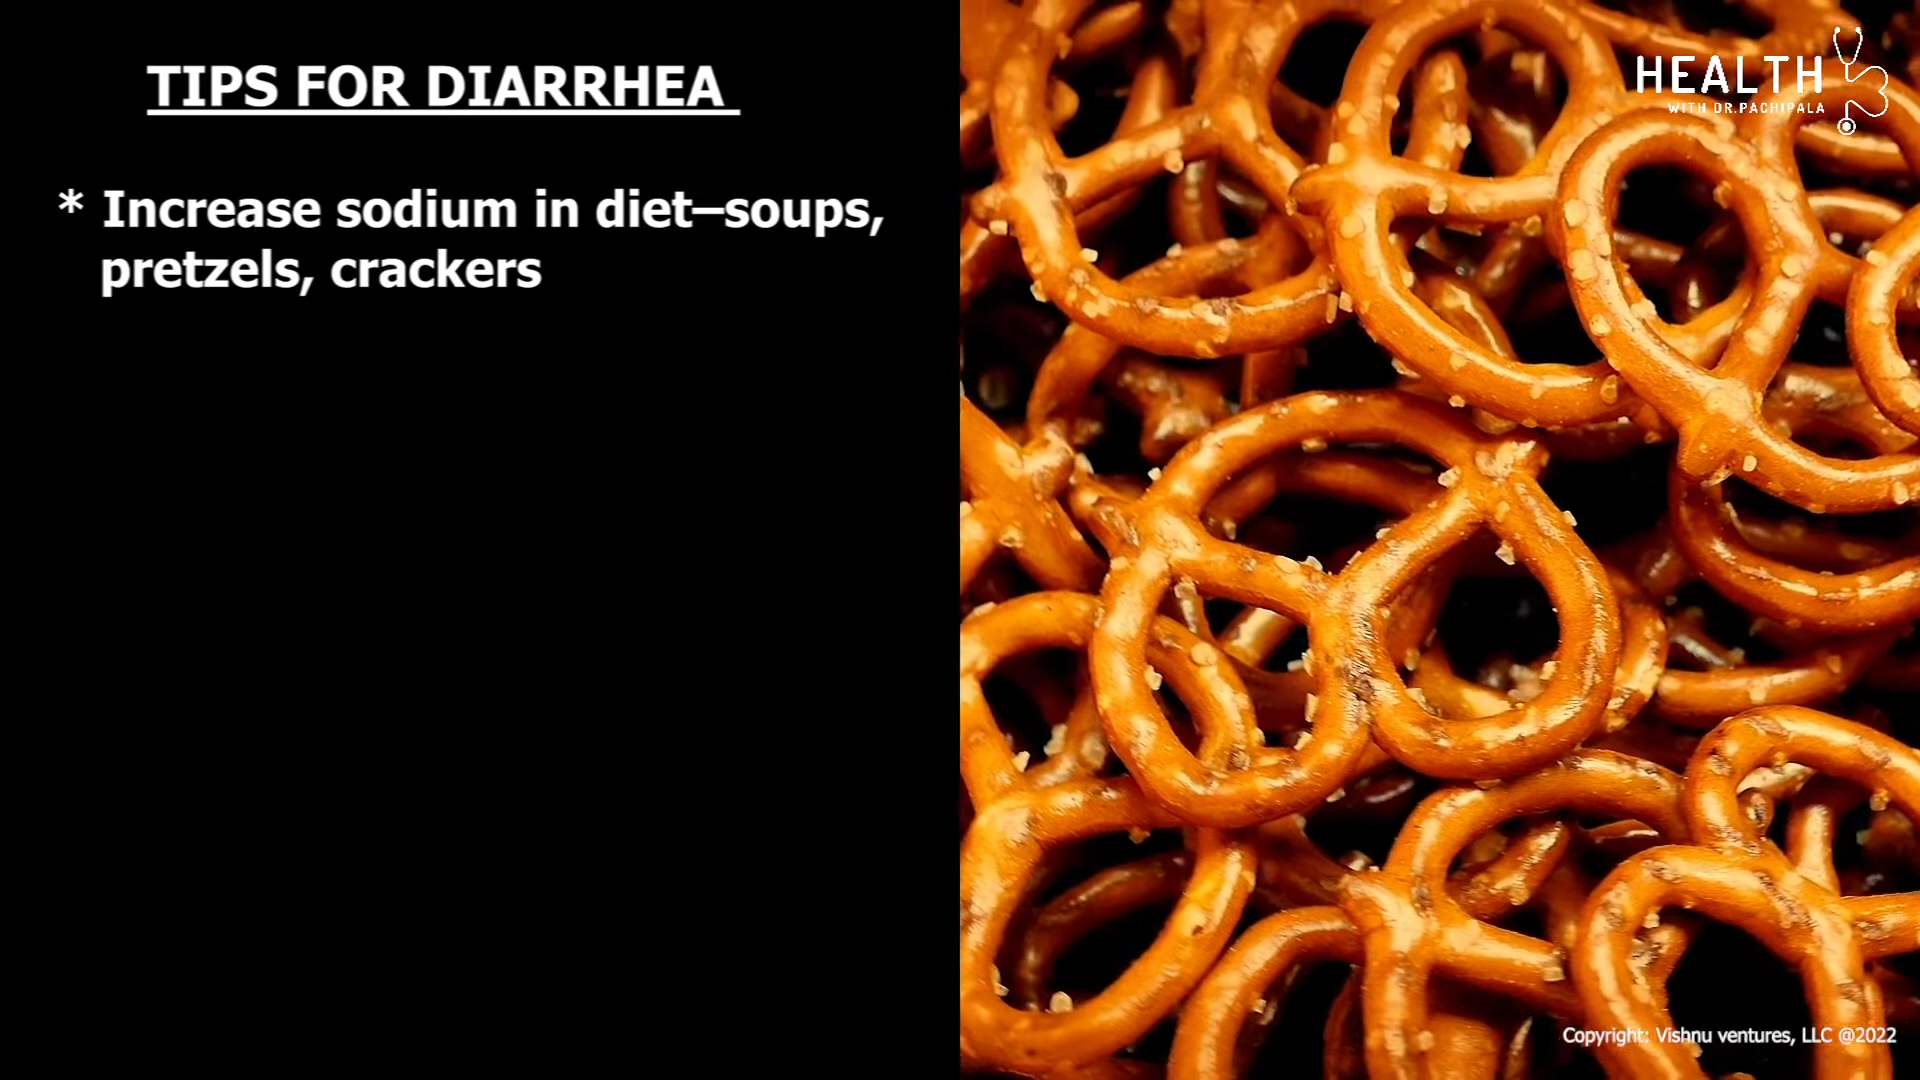 TIPS FOR DIARRHEA
* Increase sodium in diet–soups,
pretzels, crackers
HEALTH
WITH DR.PACHIPALA
Copyright: Vishnu ventures, LLC @2022